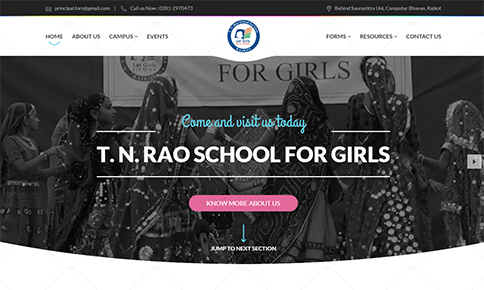 principal.tnrs@gmail.com
Call us Now : 0281-2970473
Behind Saurashtra Uni, Computer Bhavan, Rajkot
HOME
ABOUT US
CAMPUS
EVENTS
FORMS
RESOURCES
CONTACT US
Let Girls
FOR GIRLS
Come and visit us today
T. N. RAO SCHOOL FOR GIRLS
KNOW MORE ABOUT US
JUMP TO NEXT SECTION